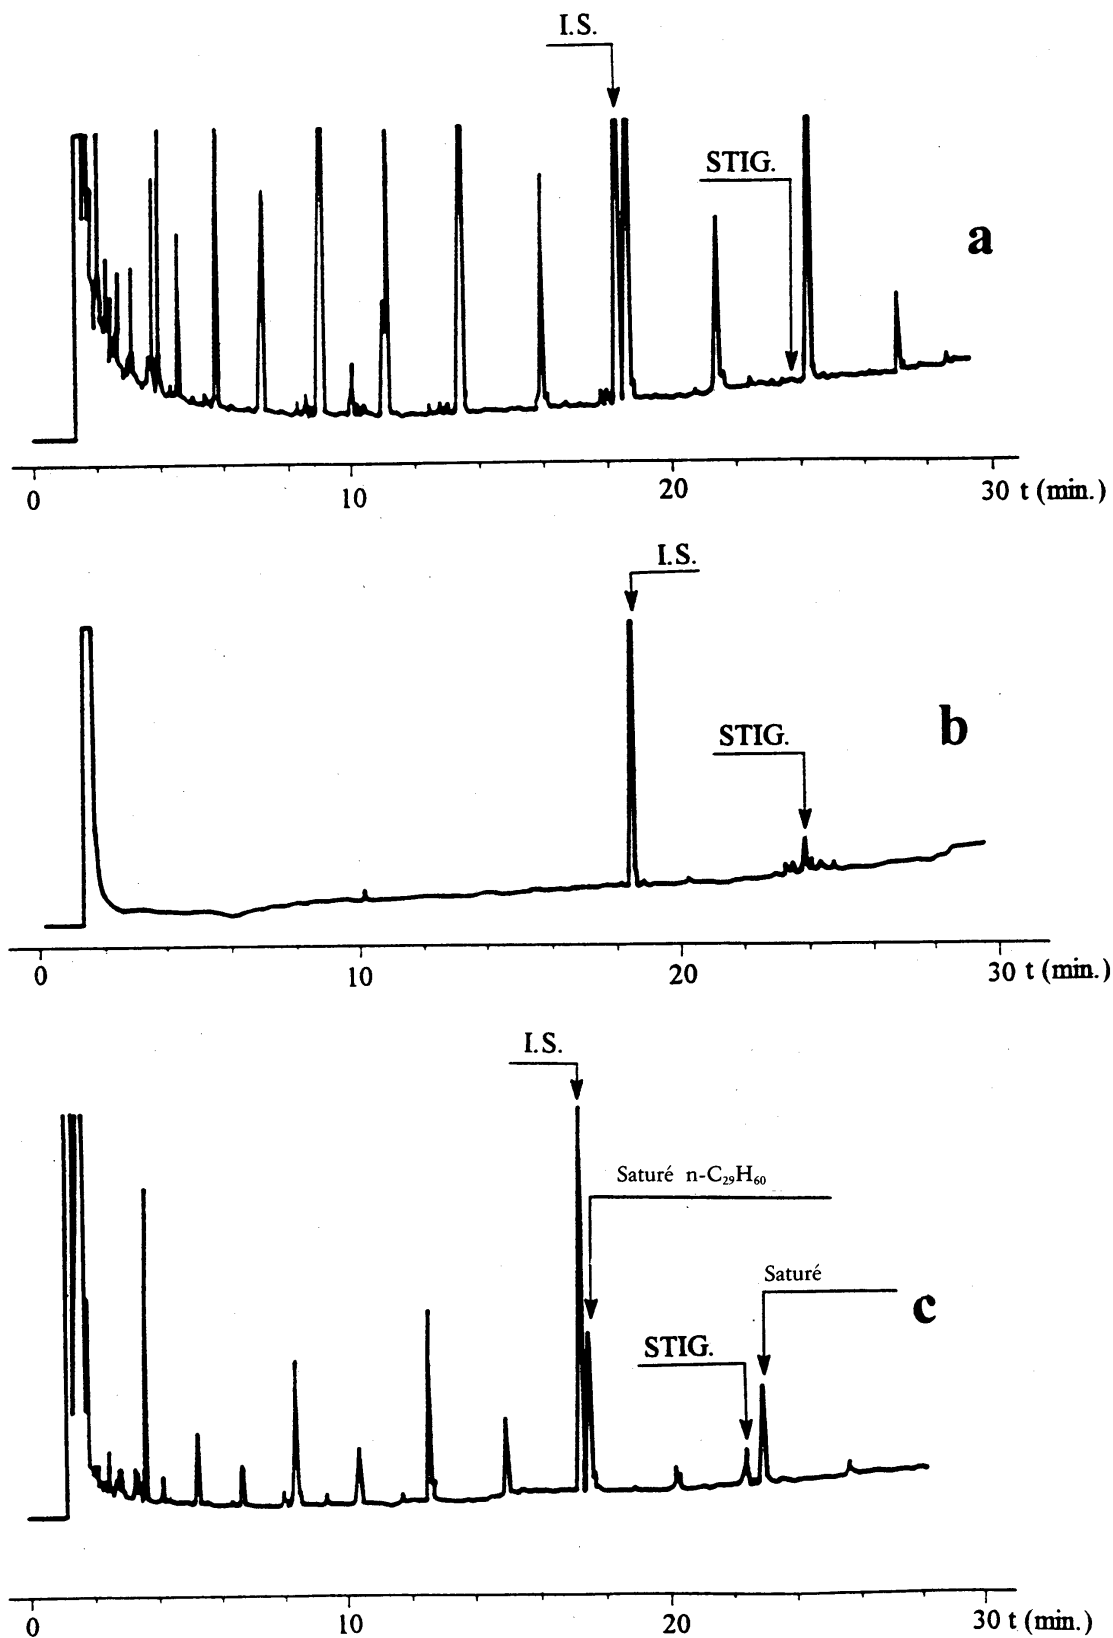 I.S.
STIG.
a
0 10 20 30 t (min.)
I.S.
STIG.
b
0 10 20 30 t (min.)
I.S.
Saturé n-C₂₉H₆₀
Saturé
STIG.
c
0 10 20 30 t (min.)